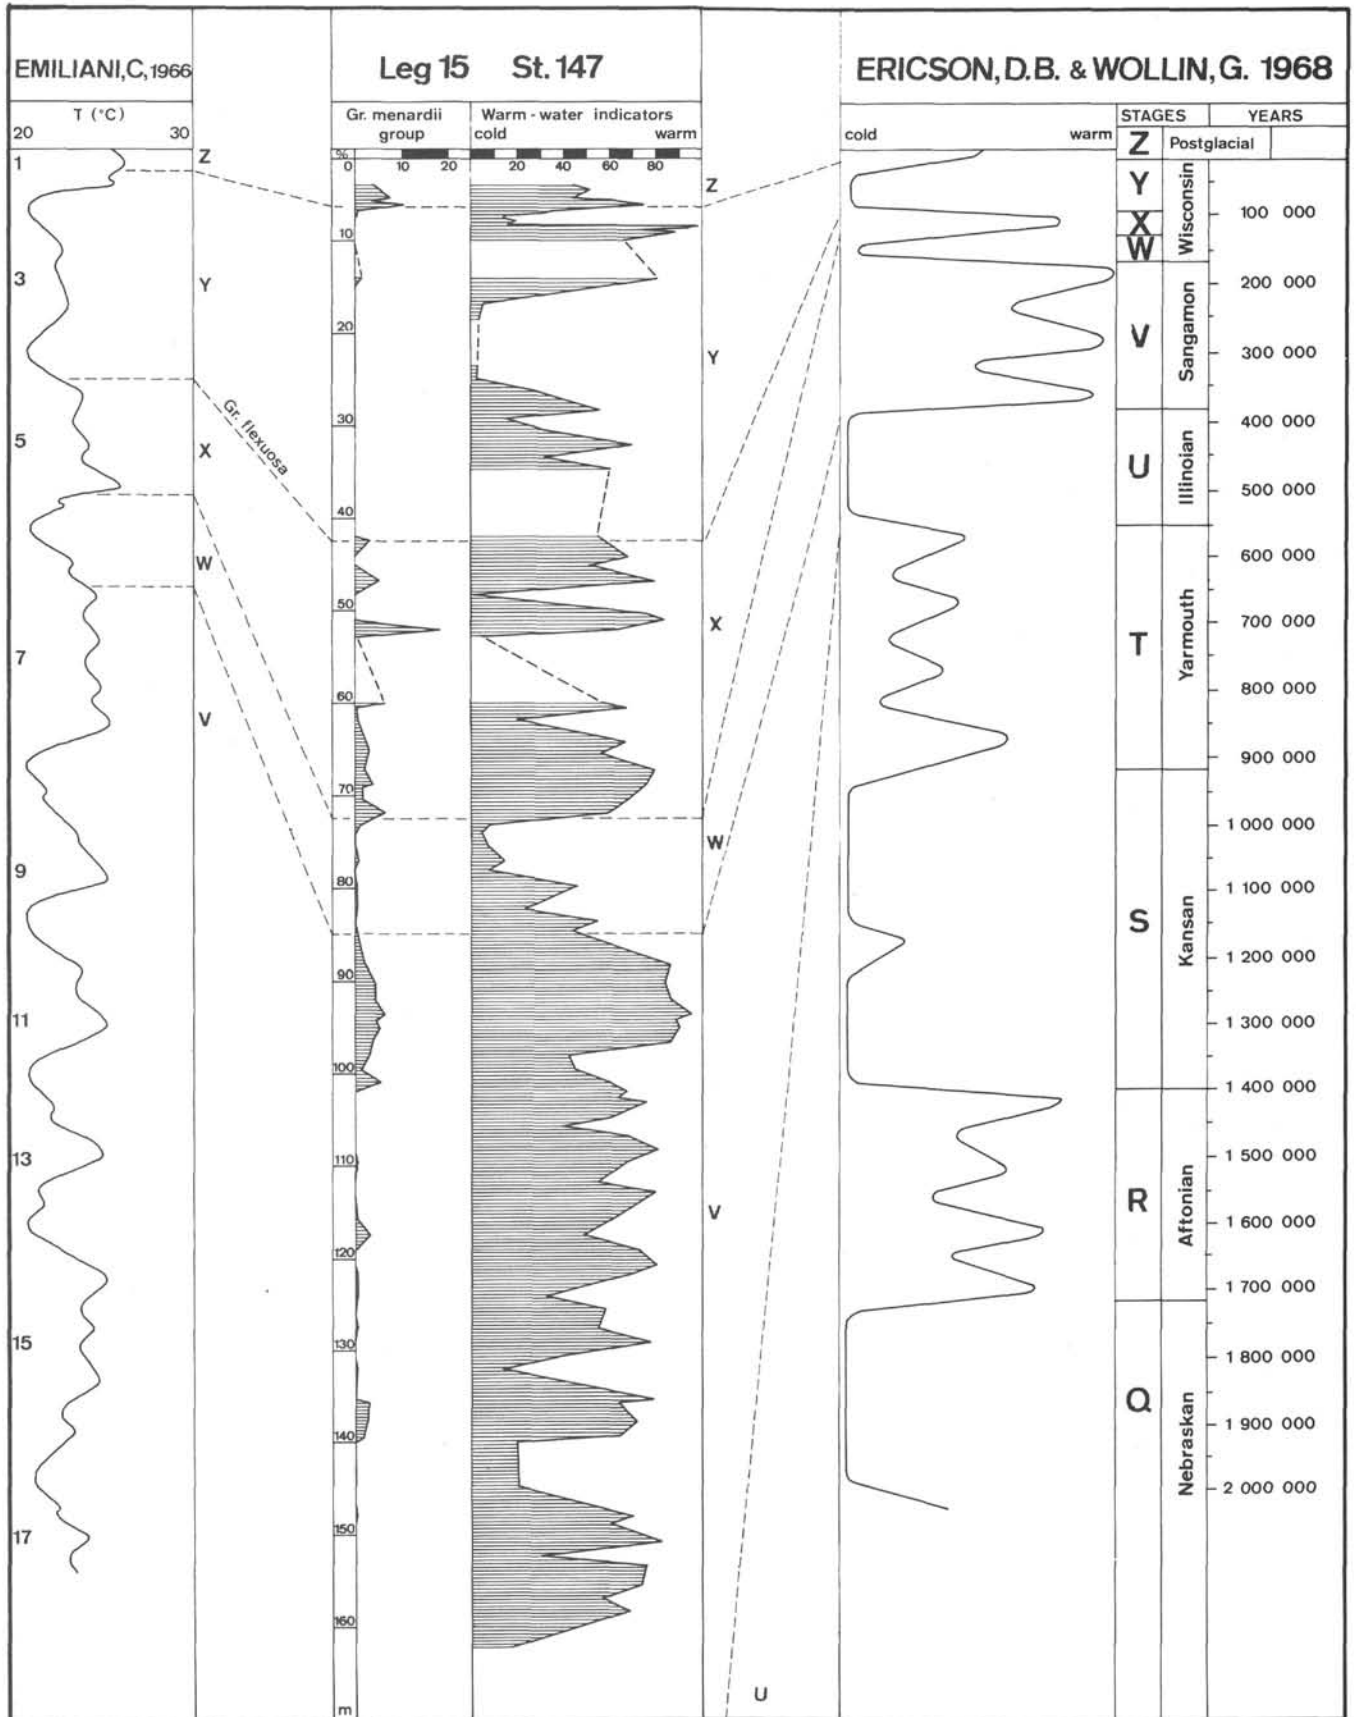 EMILIANI, C, 1966
T (°C)
20 30
1
3
5
7
9
11
13
15
17
Z
Y
X
W
V
Gr. flexuosa
Leg 15 St. 147
Gr. menardii
group
Warm - water indicators
cold warm
%
0 10 20
20 40 60 80
10
20
30
40
50
60
70
80
90
100
110
120
130
140
150
160
m
Z
Y
X
W
V
U
ERICSON, D.B. & WOLLIN, G. 1968
cold warm
STAGES YEARS
Z Postglacial
Y
X
W
Wisconsin
V Sangamon
U Illinoian
T Yarmouth
S Kansan
R Aftonian
Q Nebraskan
100 000
200 000
300 000
400 000
500 000
600 000
700 000
800 000
900 000
1 000 000
1 100 000
1 200 000
1 300 000
1 400 000
1 500 000
1 600 000
1 700 000
1 800 000
1 900 000
2 000 000